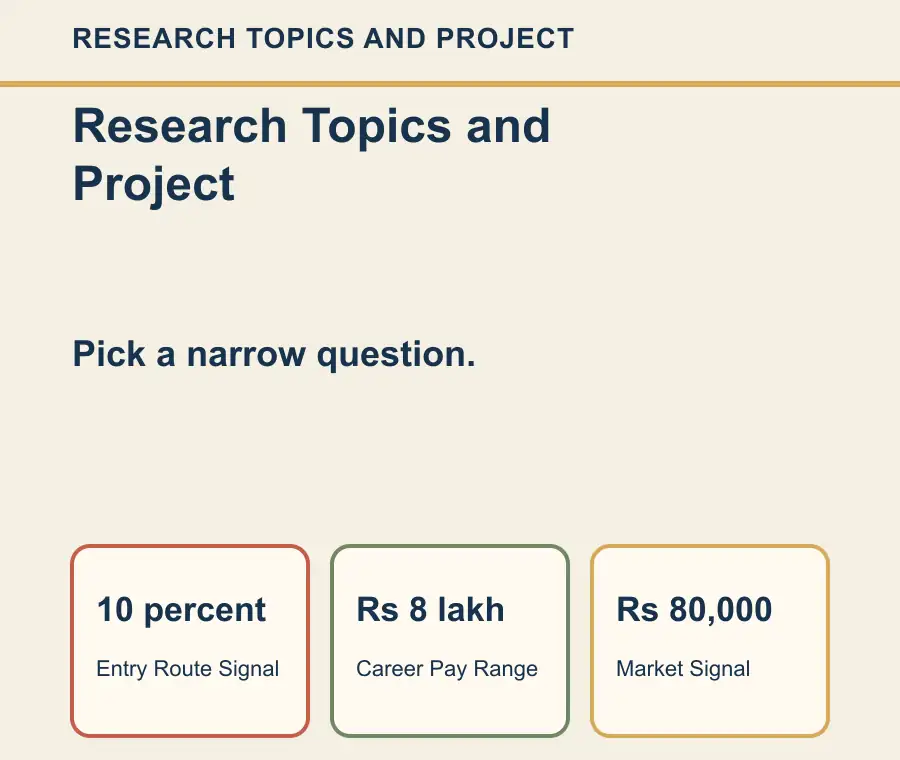 RESEARCH TOPICS AND PROJECT
Research Topics and
Project
Pick a narrow question.
10 percent
Entry Route Signal
Rs 8 lakh
Career Pay Range
Rs 80,000
Market Signal